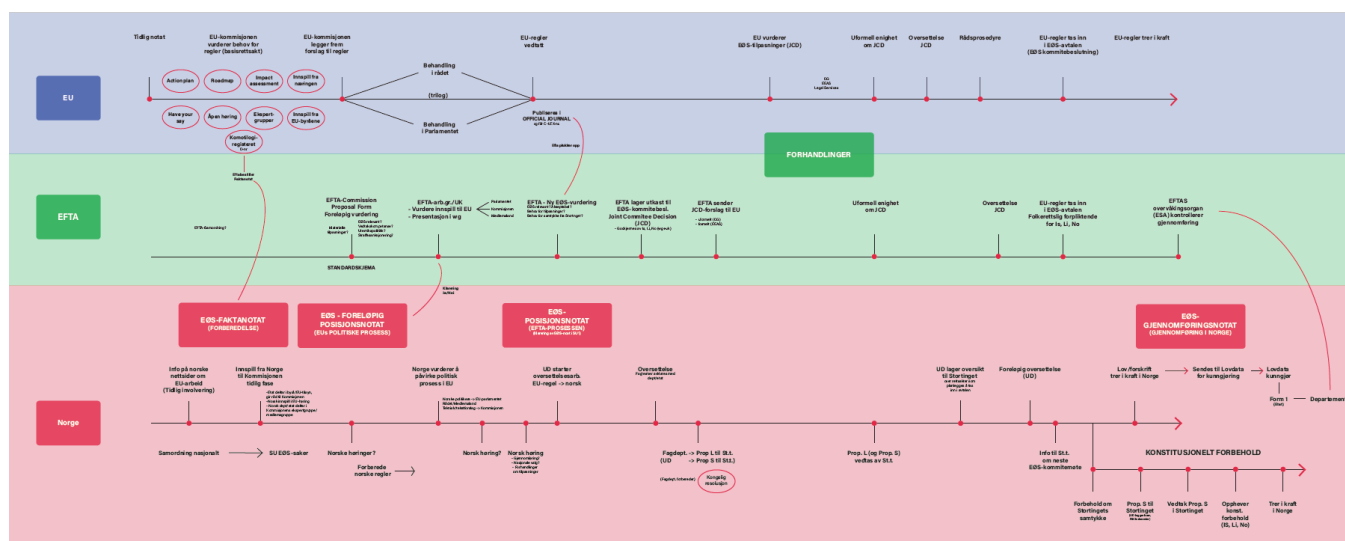 Tidlig notat
EU-kommisjonen
vurderer behov for
regler (basisrettsakt)
EU-kommisjonen
legger frem
forslag til regler
EU-regler
vedtatt
EU vurderer
EØS-tilpasninger (JCD)
Uformell enighet
om JCD
Oversettelse
JCD
Rådsprosedyre
EU-regler tas inn
i EØS-avtalen
(EØS komitebeslutning)
EU-regler trer i kraft
Action plan
Roadmap
Impact
assessment
Innspill fra
næringen
Behandling
i rådet
(trilog)
Behandling
i Parlamentet
EU
Have your
say
Åpen høring
Ekspert-
grupper
Innspill fra
EU-byråene
Komitologi-
registeret
Publiseres i
OFFICIAL JOURNAL
FORHANDLINGER
EFTA
EFTA-Commission
Proposal Form
Foreløpig vurdering
EFTA-arb.gr./UK
- Vurdere innspill til EU
- Presentasjon i wg
Parlamentet
Kommisjonen
Medlemsland
EFTA - Ny EØS-vurdering
EFTA lager utkast til
EØS-komitebesl.
Joint Commitee Decision
(JCD)
EFTA sender
JCD-forslag til EU
Uformell enighet
om JCD
Oversettelse
JCD
EU-regler tas inn
i EØS-avtalen
Folkerettslig forpliktende
for Is, Li, No
EFTAS
overvåkingsorgan
(ESA) kontrollerer
gjennomføring
STANDARDSKJEMA
EØS-FAKTANOTAT
(FORBEREDELSE)
EØS - FORELØPIG
POSISJONSNOTAT
(EUs POLITISKE PROSESS)
EØS-
POSISJONSNOTAT
(EFTA-PROSESSEN)
EØS-
GJENNOMFØRINGSNOTAT
(GJENNOMFØRING I NORGE)
Norge
Info på norske
nettsider om
EU-arbeid
(Tidlig involvering)
Innspill fra Norge
til Kommisjonen
tidlig fase
Norge vurderer å
påvirke politisk
prosess i EU
UD starter
oversettelsesarb.
EU-regel -> norsk
Oversettelse
UD lager oversikt
til Stortinget
Foreløpig oversettelse
(UD)
Lov/forskrift
trer i kraft i Norge
Sendes til Lovdata
for kunngjøring
Lovdata
kunngjør
Form 1
Departement
Samordning nasjonalt
SU EØS-saker
Norske høringer?
Forberede
norske regler
Norsk høring?
Norsk høring
Fagdept. -> Prop L til St.t.
(UD -> Prop S til St.t.)
(Fagdept. forbereder)
Kongelig
resolusjon
Prop. L (og Prop S)
vedtas av St.t.
Info til St.t.
om neste
EØS-komitemøte
KONSTITUSJONELT FORBEHOLD
Forbehold om
Stortingets
samtykke
Prop. S til
Stortinget
Vedtak Prop. S
i Stortinget
Opphever
konst.
forbehold
(IS, Li, No)
Trer i kraft
i Norge